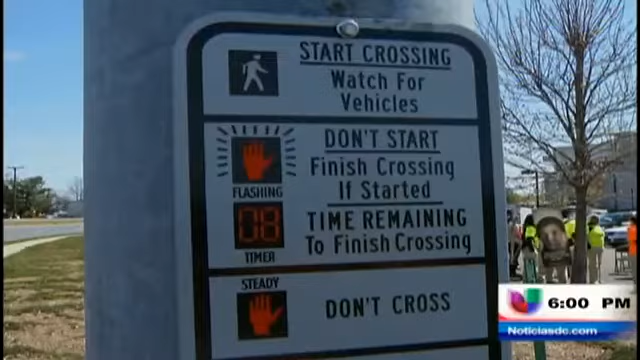 START CROSSING
Watch For
Vehicles
DON'T START
Finish Crossing
If Started
FLASHING
08
TIME REMAINING
To Finish Crossing
TIMER
STEADY
DON'T CROSS
6:00 PM
Noticiasdc.com